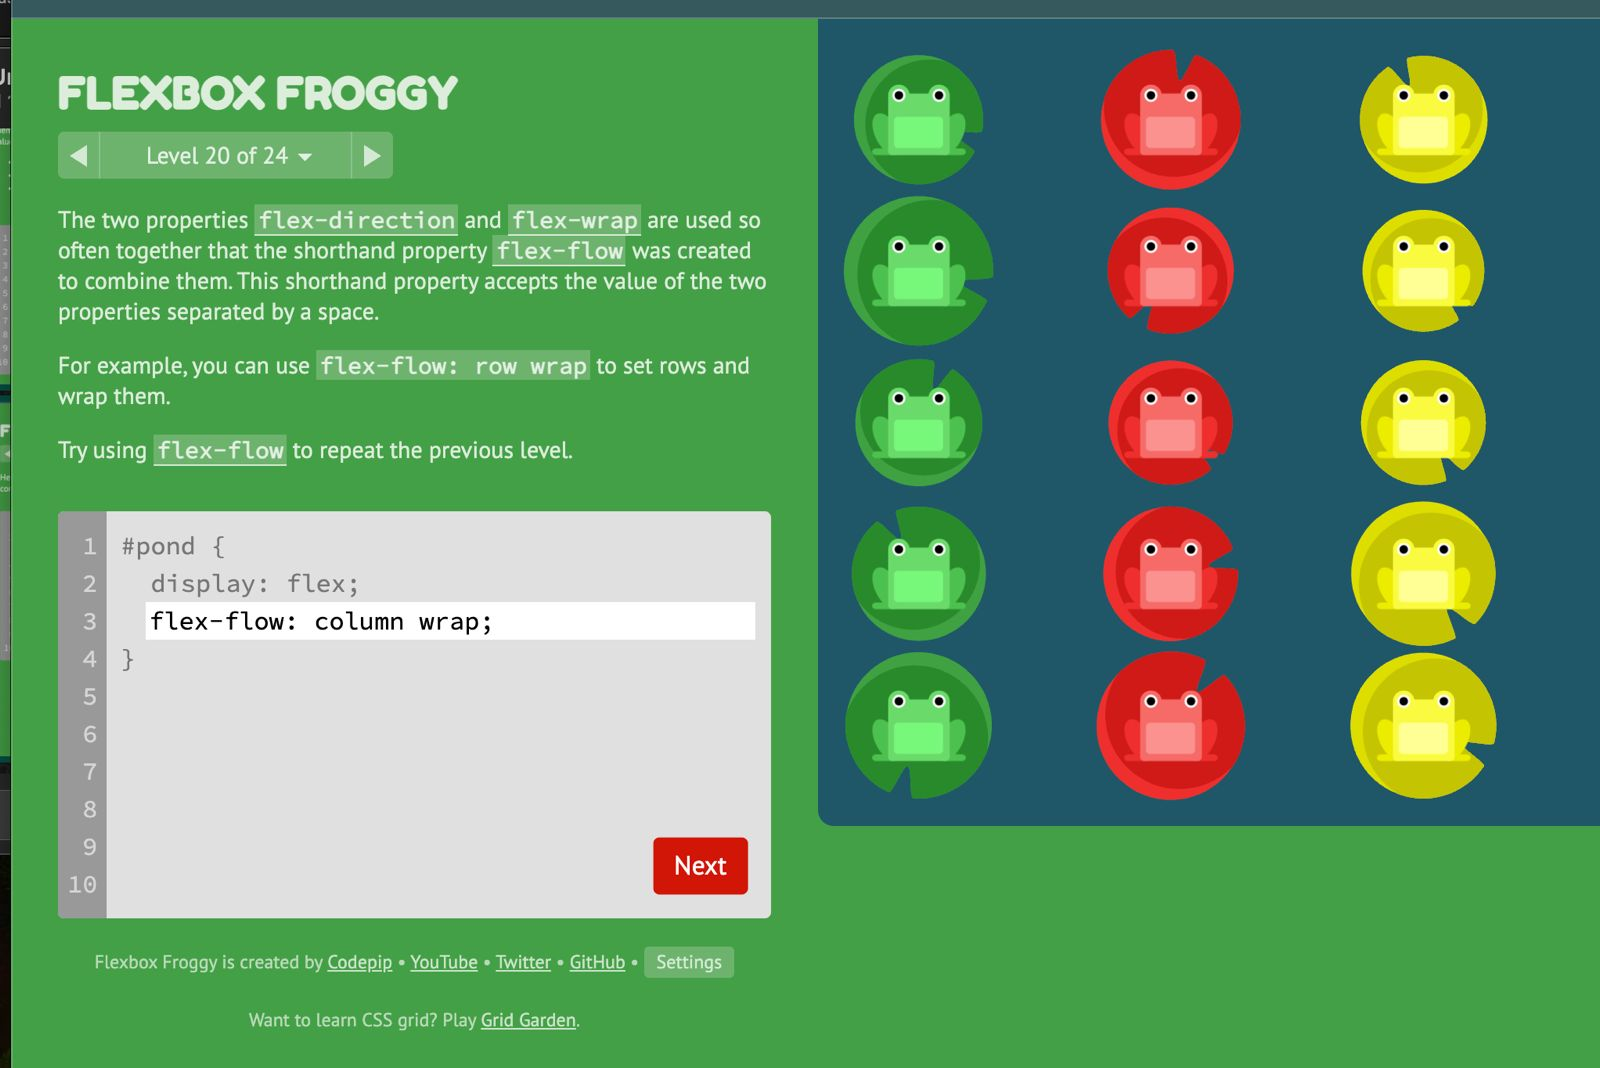 FLEXBOX FROGGY
Level 20 of 24
The two properties flex-direction and flex-wrap are used so
often together that the shorthand property flex-flow was created
to combine them. This shorthand property accepts the value of the two
properties separated by a space.
For example, you can use flex-flow: row wrap to set rows and
wrap them.
Try using flex-flow to repeat the previous level.
1 #pond {
2 display: flex;
3 flex-flow: column wrap;
4 }
5
6
7
8
9
10
Next
Flexbox Froggy is created by Codepip • YouTube • Twitter • GitHub • Settings
Want to learn CSS grid? Play Grid Garden.